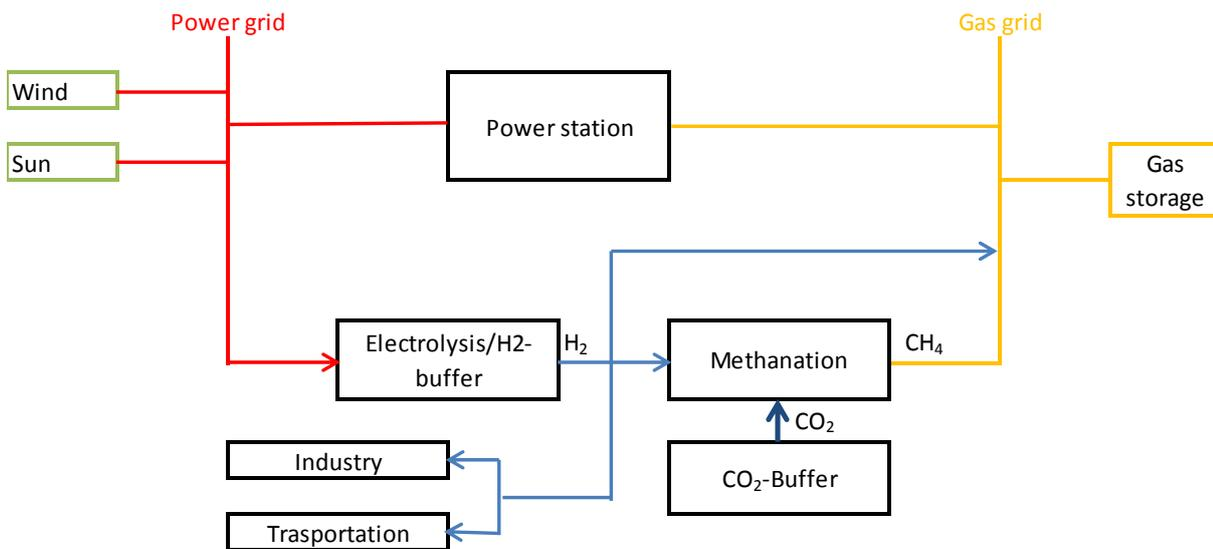 Power grid
Gas grid
Wind
Power station
Sun
Gas
storage
Electrolysis/H2-
buffer
H₂
Methanation
CH₄
CO₂
Industry
CO₂-Buffer
Trasportation